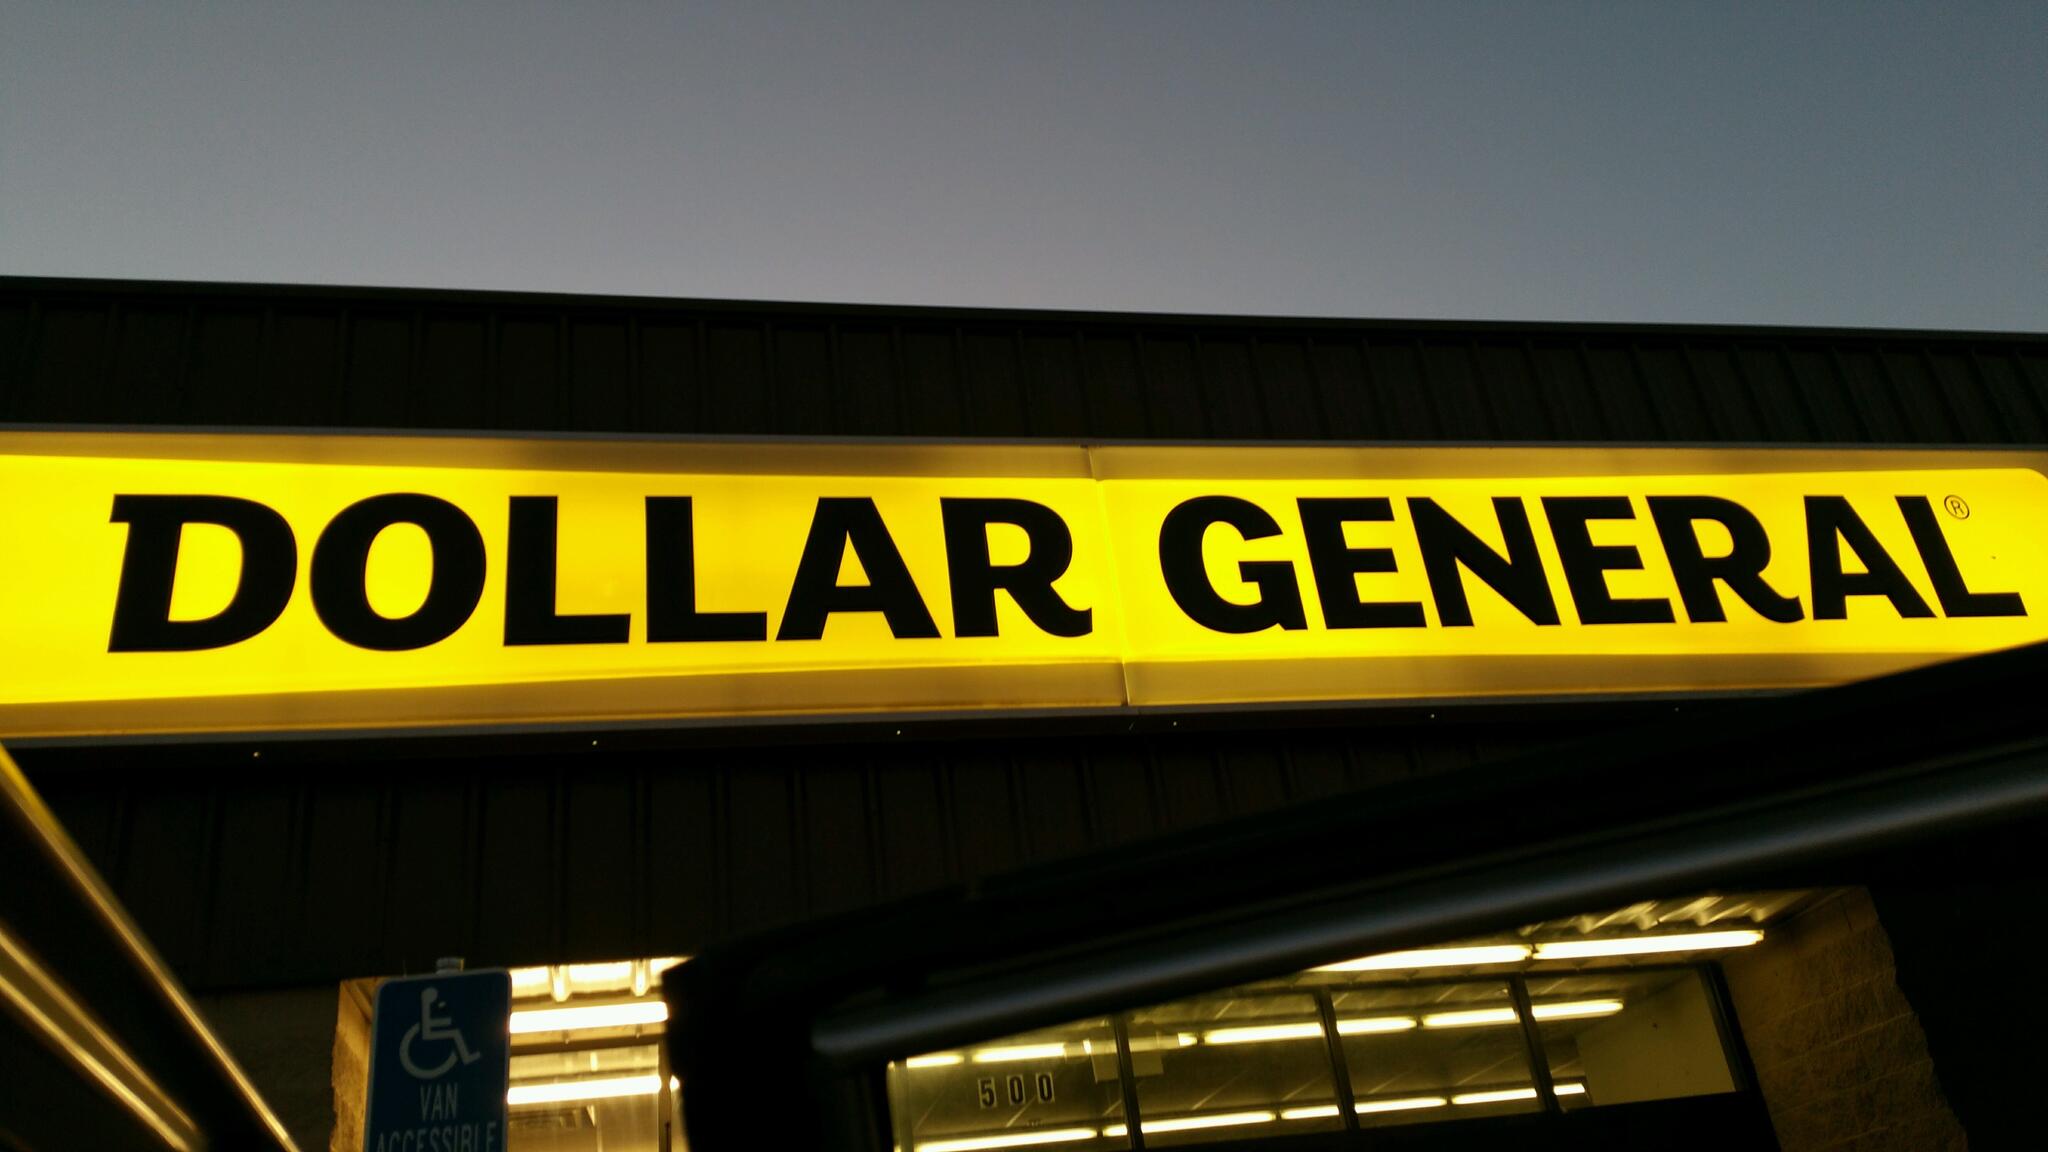 DOLLAR GENERAL®
VAN
ACCESSIBLE
500